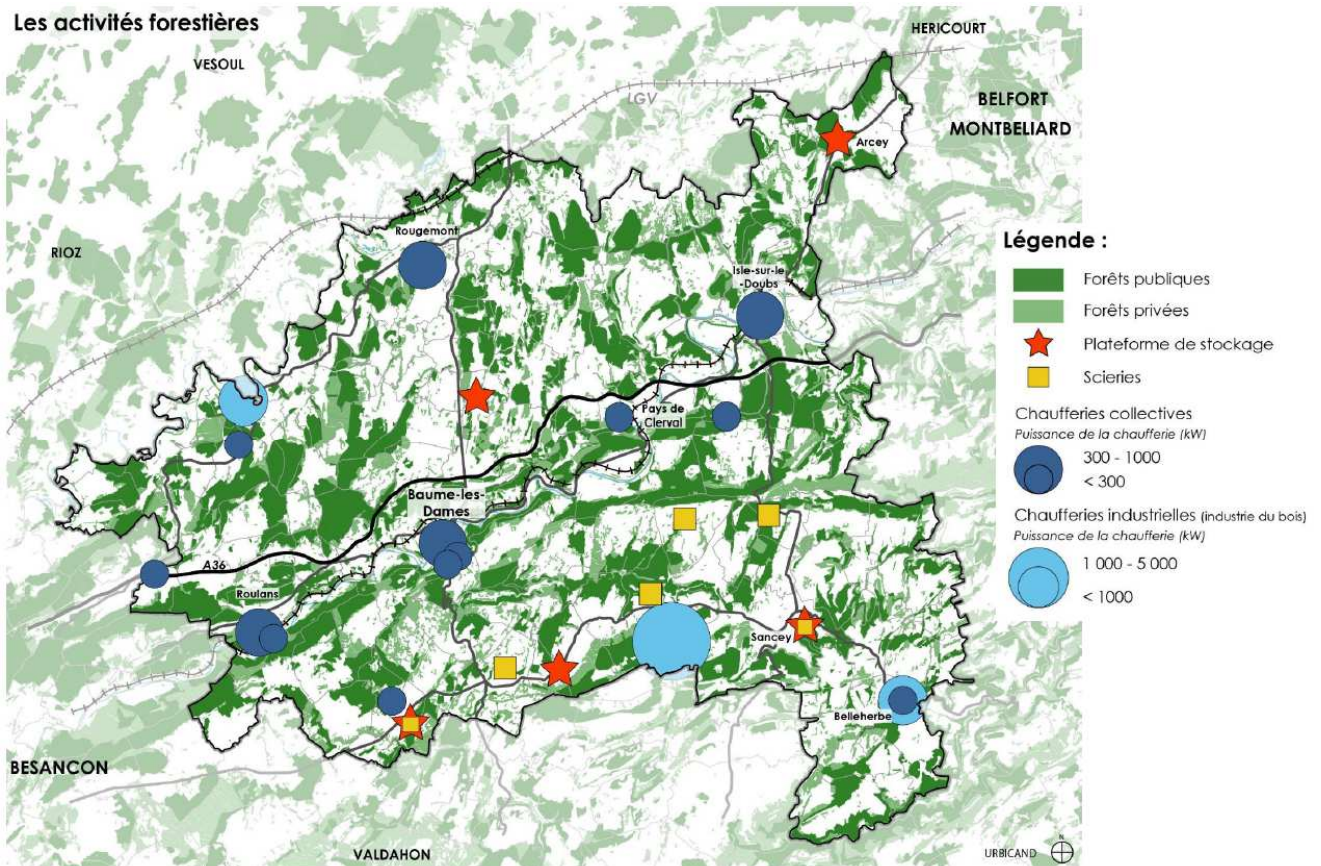 Les activités forestières
HERICOURT
VESOUL
LGV
BELFORT
MONTBELIARD
Arcey
Rougemont
RIOZ
Isle-sur-le
-Doubs
Pays de
Clerval
Baume-les-
Dames
A36
Roulans
Sancey
Belleherbe
BESANCON
VALDAHON
URBICAND
N
Légende :
Forêts publiques
Forêts privées
Plateforme de stockage
Scieries
Chaufferies collectives
Puissance de la chaufferie (kW)
300 - 1000
< 300
Chaufferies industrielles (industrie du bois)
Puissance de la chaufferie (kW)
1 000 - 5 000
< 1000